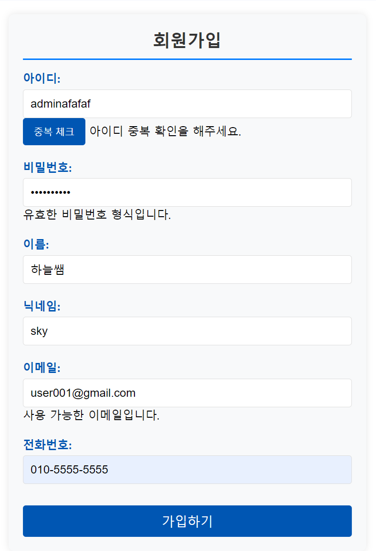 회원가입
아이디:
adminafafaf
중복 체크 아이디 중복 확인을 해주세요.
비밀번호:
••••••••••
유효한 비밀번호 형식입니다.
이름:
하늘쌤
닉네임:
sky
이메일:
user001@gmail.com
사용 가능한 이메일입니다.
전화번호:
010-5555-5555
가입하기